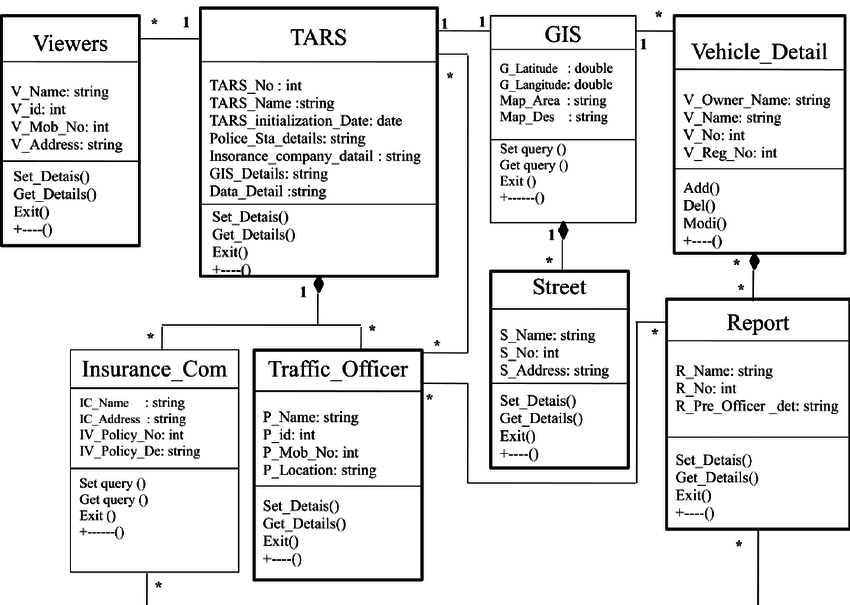 Viewers
V_Name: string
V_id: int
V_Mob_No: int
V_Address: string
Set_Detais()
Get_Details()
Exit()
+----()
* 1
TARS
TARS_No : int
TARS_Name :string
TARS_initialization_Date: date
Police_Sta_details: string
Insorance_company_datail : string
GIS_Details: string
Data_Detail :string
Set_Detais()
Get_Details()
Exit()
+----()
1 1
*
GIS
G_Latitude : double
G_Langitude: double
Map_Area : string
Map_Des : string
Set query ()
Get query ()
Exit ()
+------()
*
1
Vehicle_Detail
V_Owner_Name: string
V_Name: string
V_No: int
V_Reg_No: int
Add()
Del()
Modi()
+----()
1
*
*
1
*
*
*
Insurance_Com
IC_Name : string
IC_Address : string
IV_Policy_No: int
IV_Policy_De: string
Set query ()
Get query ()
Exit ()
+------()
*
Traffic_Officer
P_Name: string
P_id: int
P_Mob_No: int
P_Location: string
Set_Detais()
Get_Details()
Exit()
+----()
*
*
Street
S_Name: string
S_No: int
S_Address: string
Set_Detais()
Get_Details()
Exit()
+----()
*
Report
R_Name: string
R_No: int
R_Pre_Officer _det: string
Set_Detais()
Get_Details()
Exit()
+----()
*